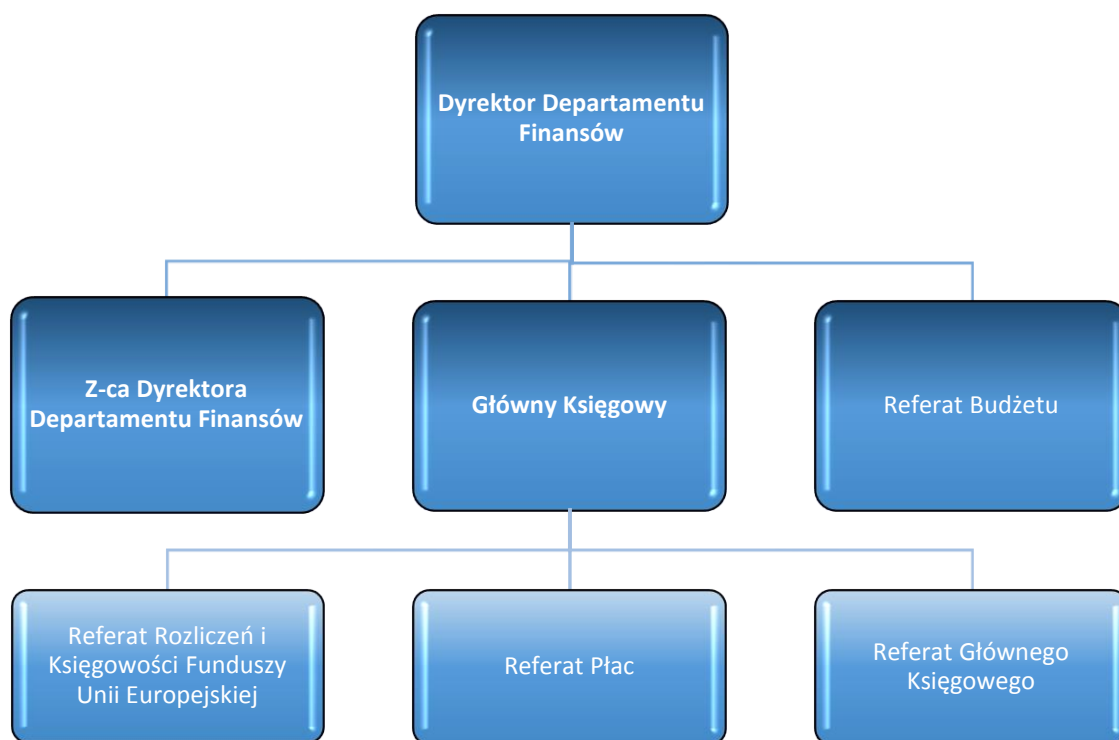 Dyrektor Departamentu
Finansów
Z-ca Dyrektora
Departamentu Finansów
Główny Księgowy
Referat Budżetu
Referat Rozliczeń i
Księgowości Funduszy
Unii Europejskiej
Referat Płac
Referat Głównego
Księgowego